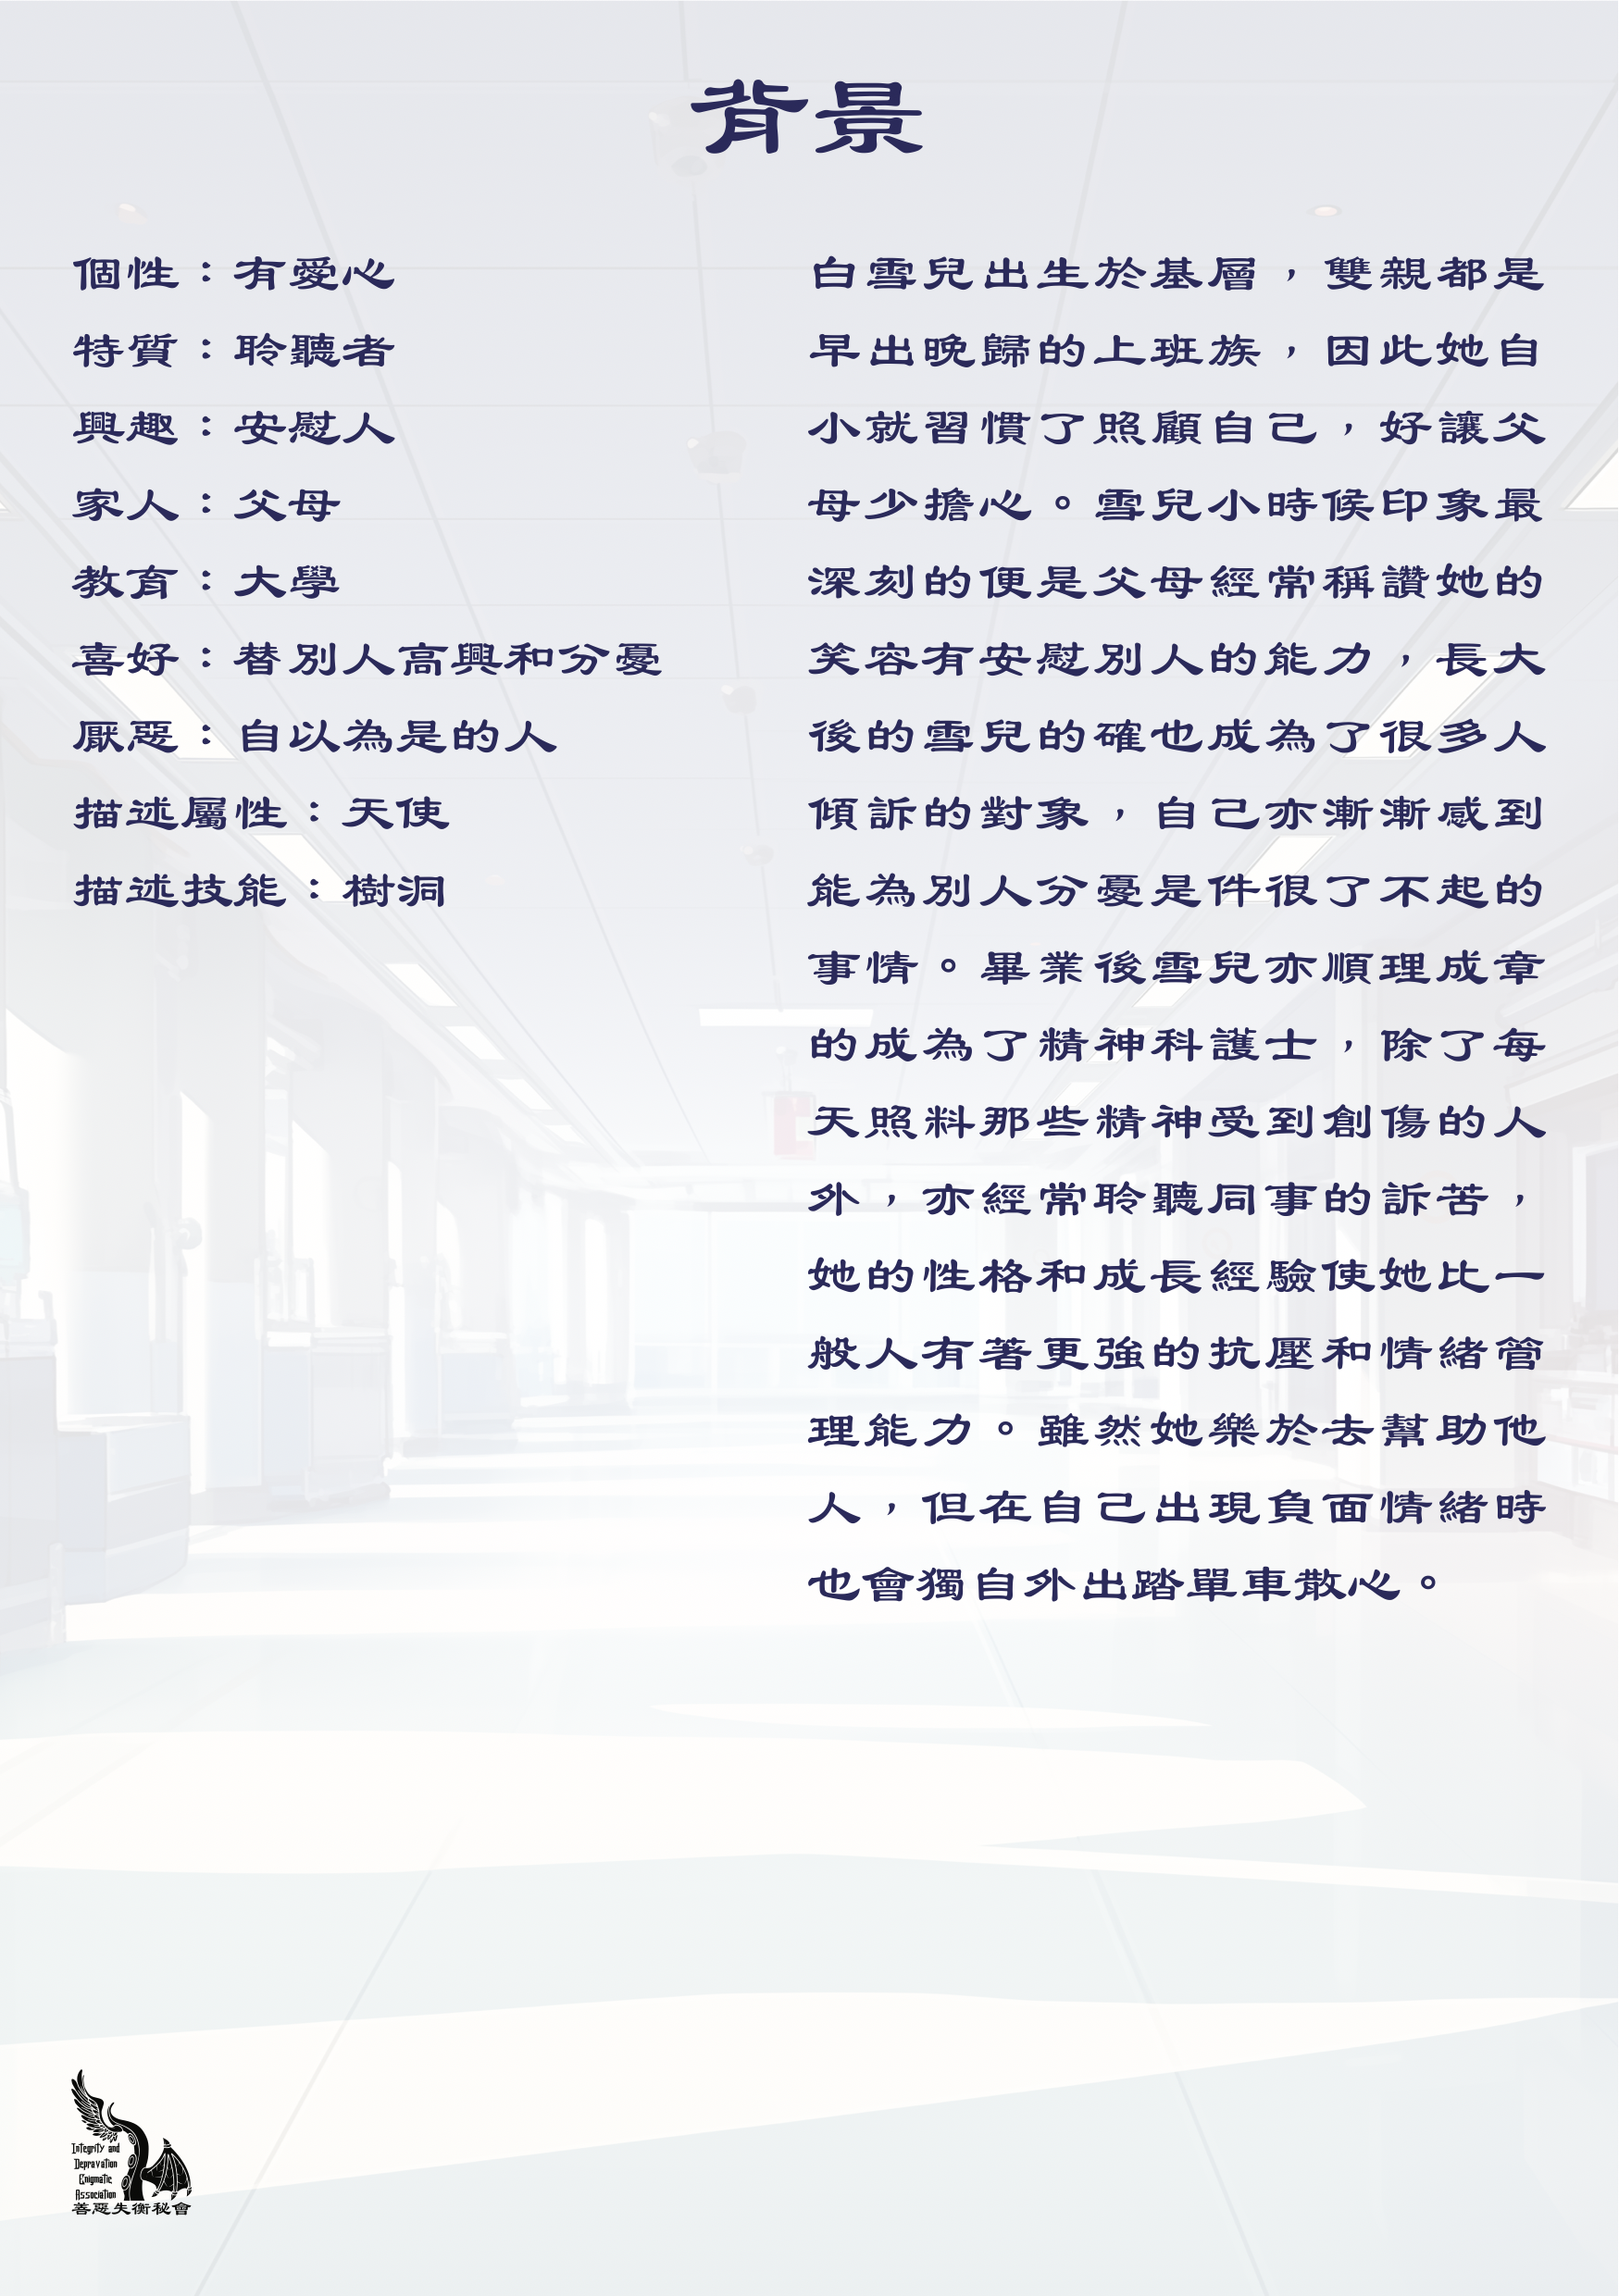 背景
個性：有愛心
特質：聆聽者
興趣：安慰人
家人：父母
教育：大學
喜好：替別人高興和分憂
厭惡：自以為是的人
描述屬性：天使
描述技能：樹洞
白雪兒出生於基層，雙親都是
早出晚歸的上班族，因此她自
小就習慣了照顧自己，好讓父
母少擔心。雪兒小時候印象最
深刻的便是父母經常稱讚她的
笑容有安慰別人的能力，長大
後的雪兒的確也成為了很多人
傾訴的對象，自己亦漸漸感到
能為別人分憂是件很了不起的
事情。畢業後雪兒亦順理成章
的成為了精神科護士，除了每
天照料那些精神受到創傷的人
外，亦經常聆聽同事的訴苦，
她的性格和成長經驗使她比一
般人有著更強的抗壓和情緒管
理能力。雖然她樂於去幫助他
人，但在自己出現負面情緒時
也會獨自外出踏單車散心。
Integrity and
Depravation
Enigmatic
Association
善惡失衡秘會